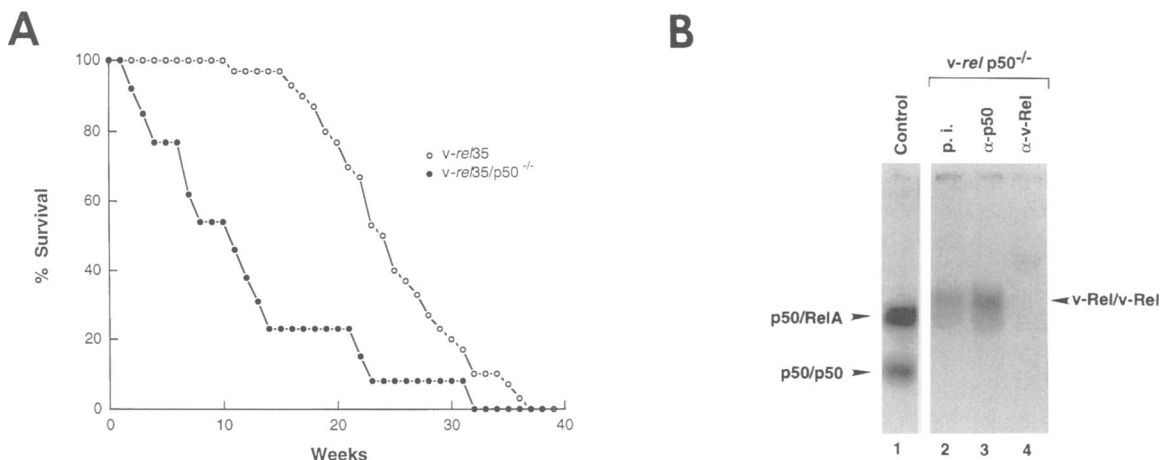 A
100
80
60
40
20
0
% Survival
0 10 20 30 40
Weeks
v-rel35
v-rel35/p50 -/-
B
v-rel p50-/-
Control
p. i.
α-p50
α-v-Rel
p50/RelA
p50/p50
v-Rel/v-Rel
1 2 3 4